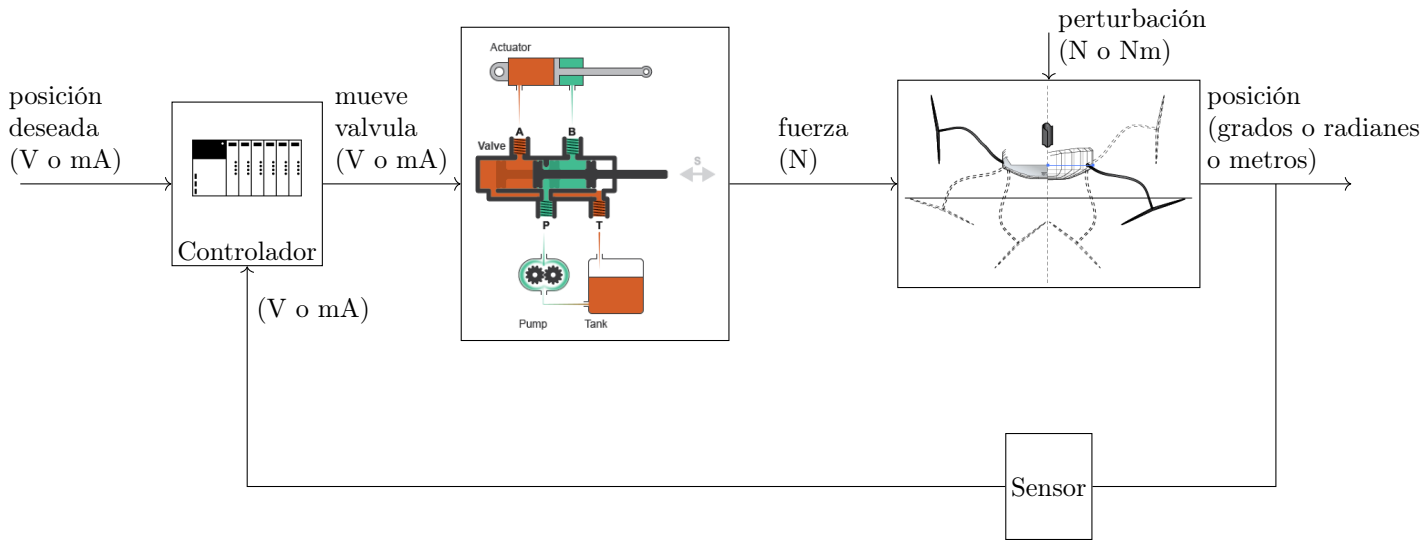 perturbación
(N o Nm)
Actuator
posición
deseada
(V o mA)
mueve
valvula
(V o mA)
A
B
Valve
S
P
T
Pump
Tank
fuerza
(N)
posición
(grados o radianes
o metros)
Controlador
(V o mA)
Sensor